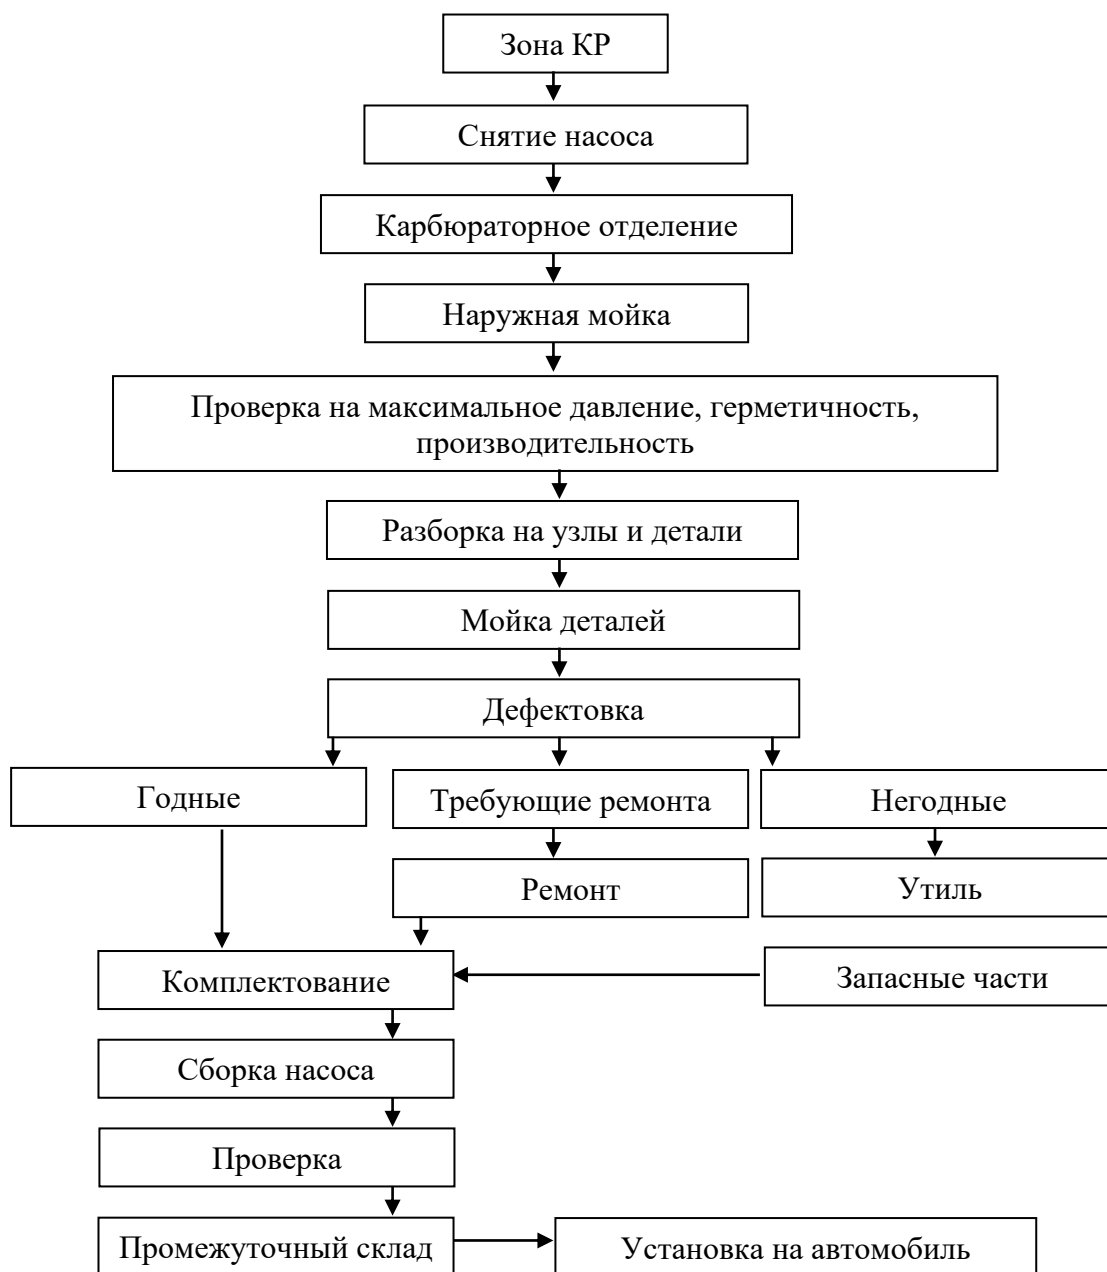 Зона КР
Снятие насоса
Карбюраторное отделение
Наружная мойка
Проверка на максимальное давление, герметичность,
производительность
Разборка на узлы и детали
Мойка деталей
Дефектовка
Годные
Требующие ремонта
Негодные
Ремонт
Утиль
Комплектование
Запасные части
Сборка насоса
Проверка
Промежуточный склад
Установка на автомобиль